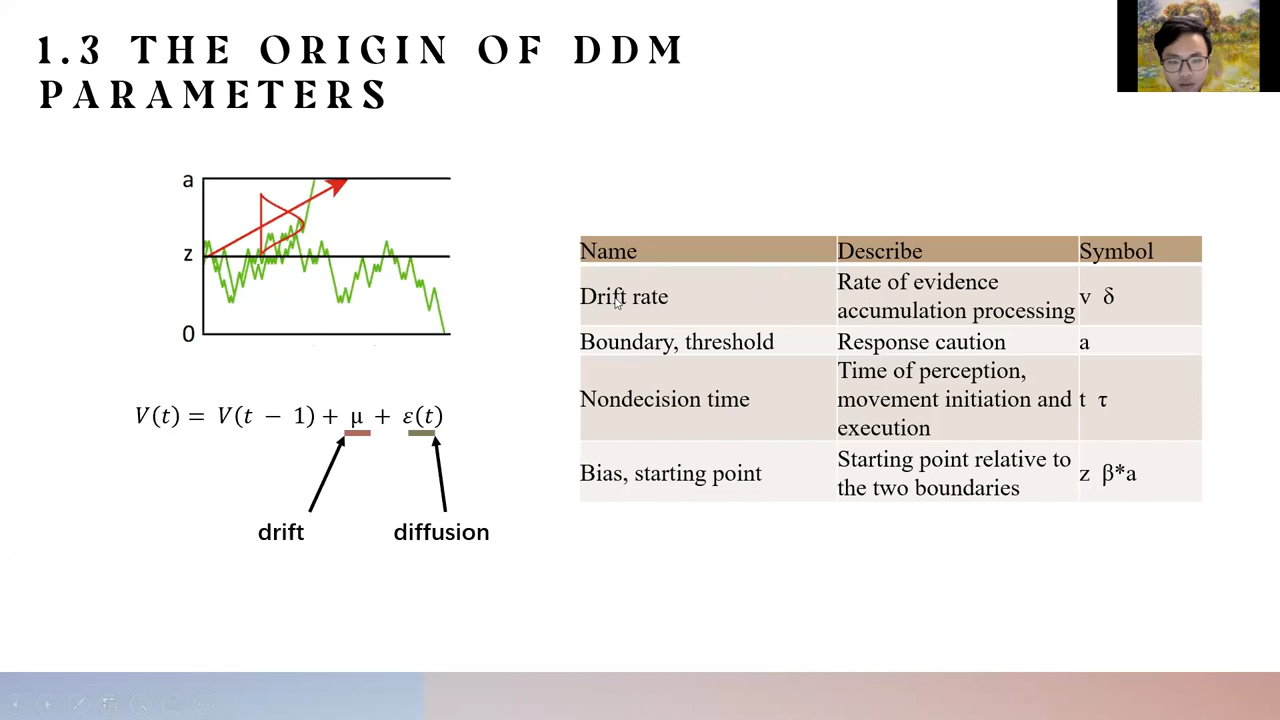 1.3 THE ORIGIN OF DDM
PARAMETERS
a
z
0
V(t) = V(t − 1) + μ + ε(t)
drift
diffusion
Name Describe Symbol
Drift rate Rate of evidence accumulation processing v δ
Boundary, threshold Response caution a
Nondecision time Time of perception, movement initiation and execution t τ
Bias, starting point Starting point relative to the two boundaries z β*a